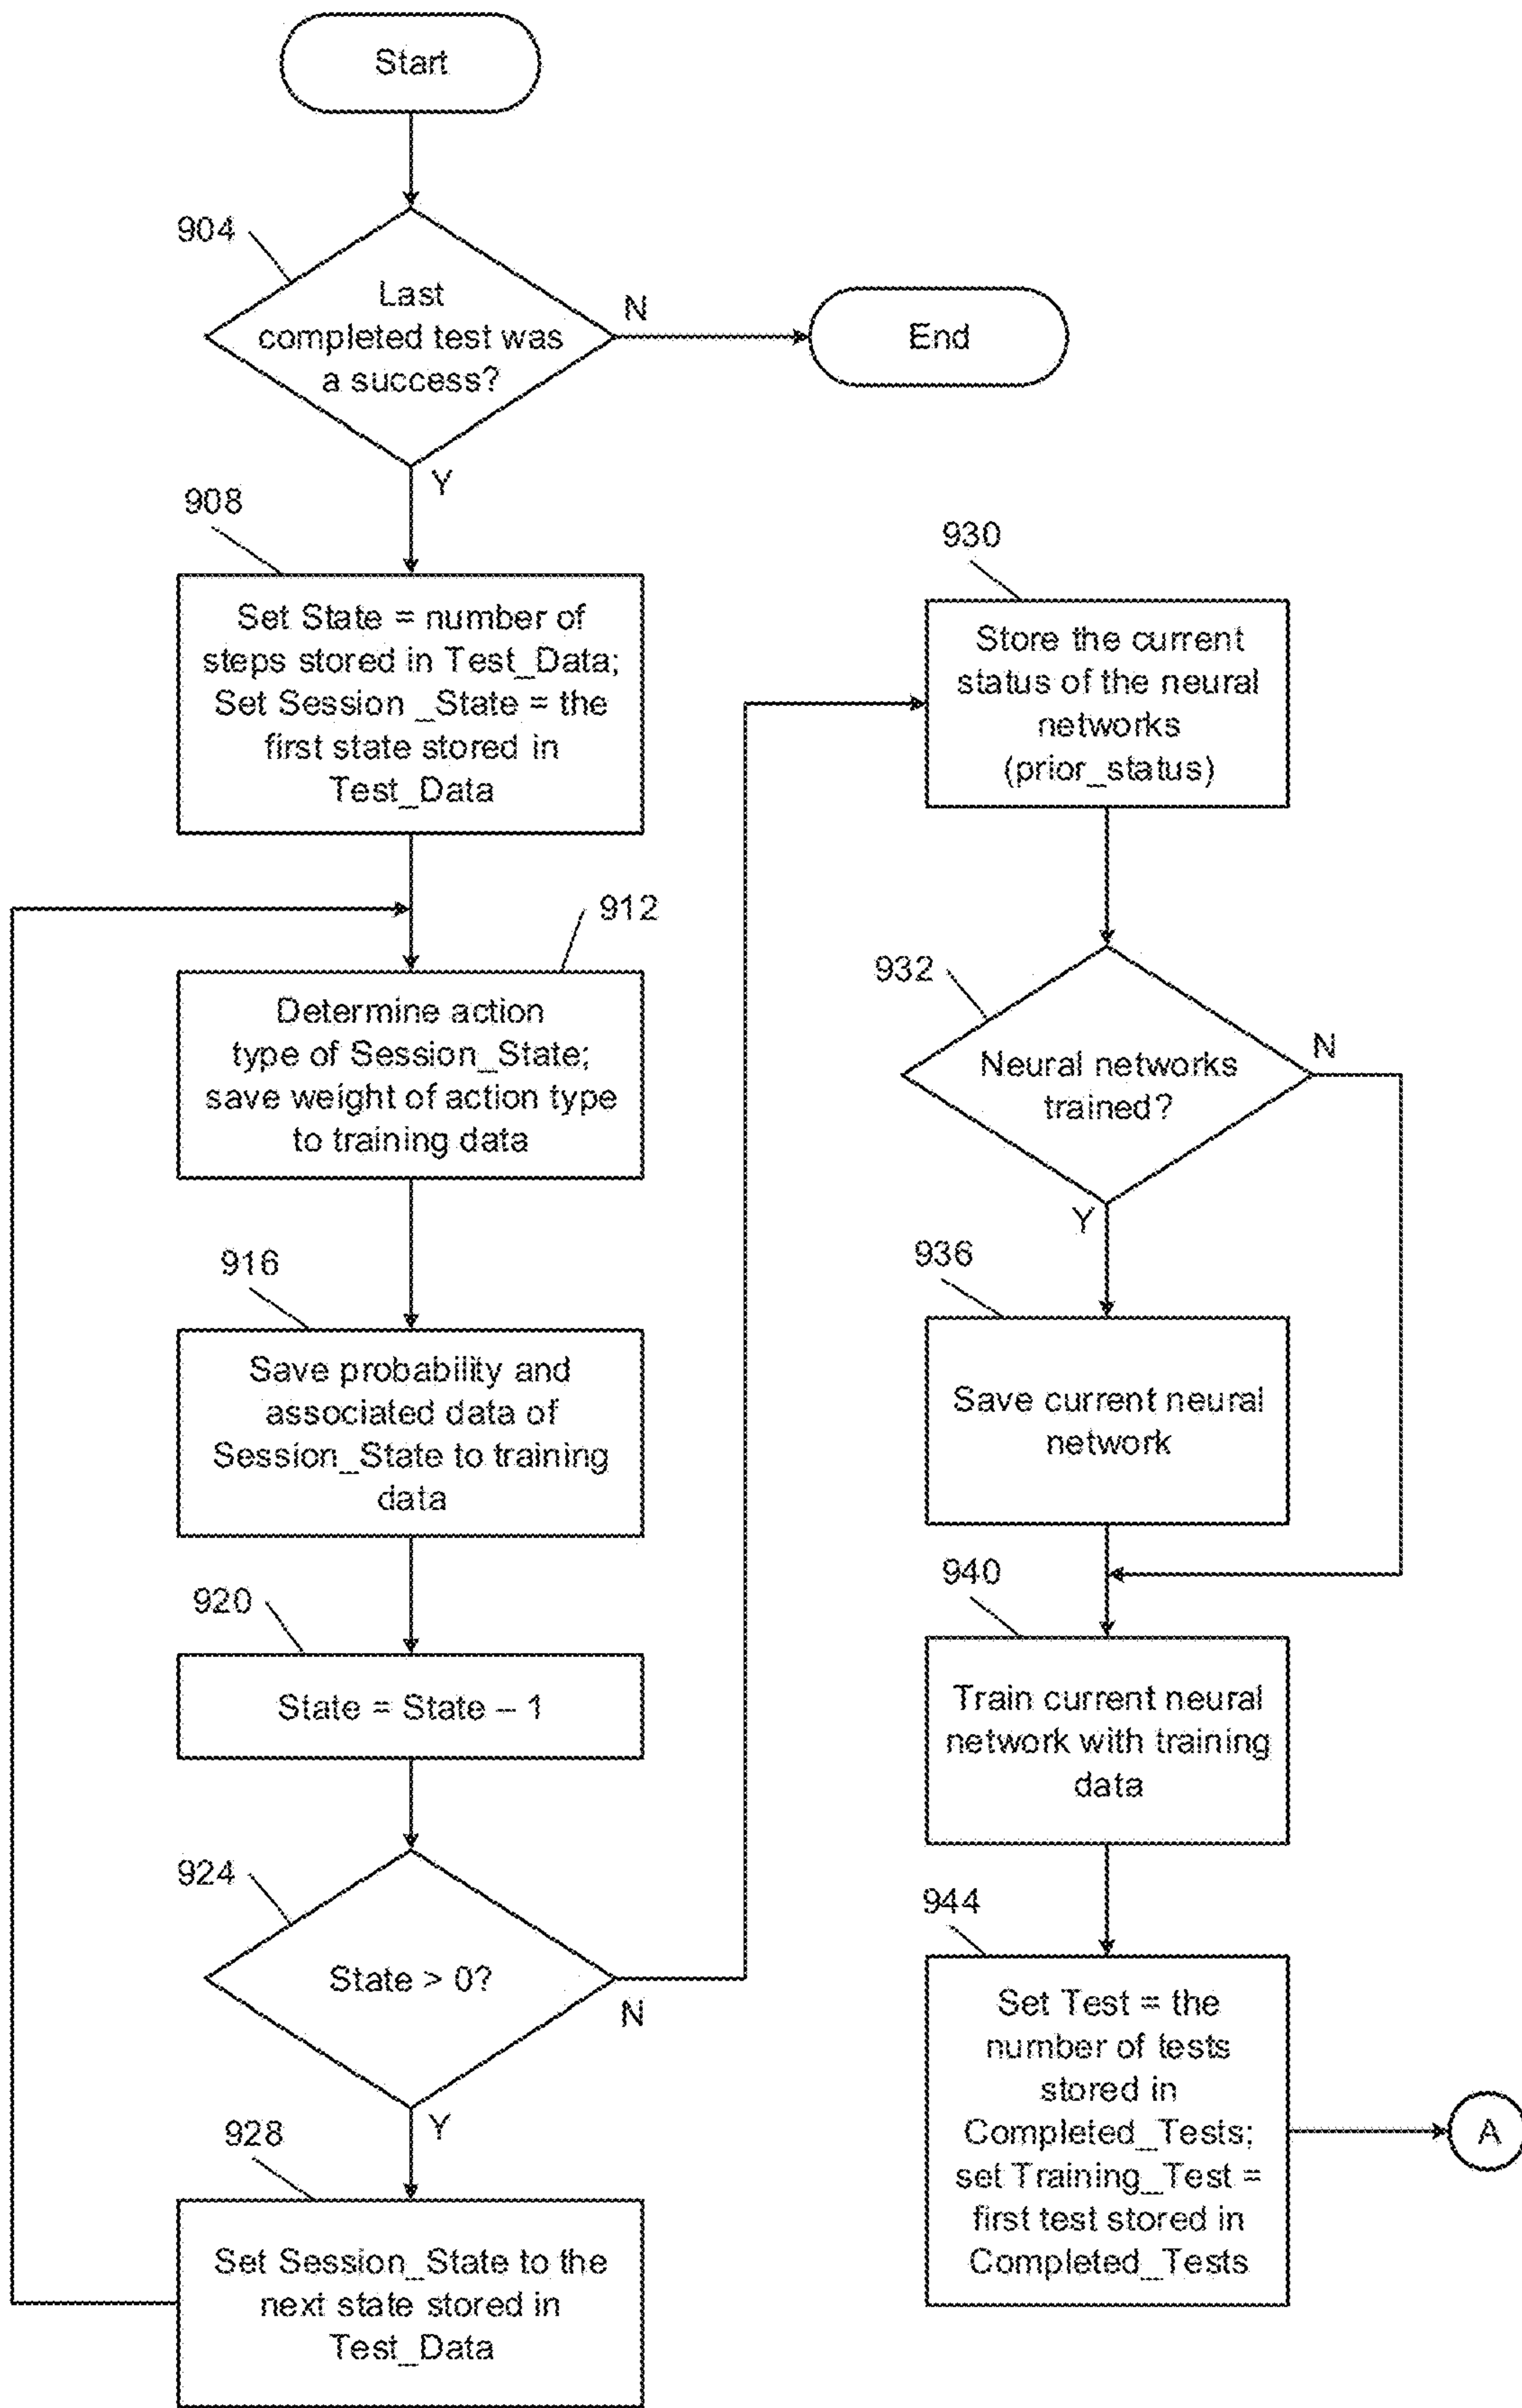 Start
904
Last
completed test was
a success?
N
End
Y
908
Set State = number of
steps stored in Test_Data;
Set Session _State = the
first state stored in
Test_Data
912
Determine action
type of Session_State;
save weight of action type
to training data
916
Save probability and
associated data of
Session_State to training
data
920
State = State – 1
924
State > 0?
N
Y
928
Set Session_State to the
next state stored in
Test_Data
930
Store the current
status of the neural
networks
(prior_status)
932
Neural networks
trained?
N
Y
936
Save current neural
network
940
Train current neural
network with training
data
944
Set Test = the
number of tests
stored in
Completed_Tests;
set Training_Test =
first test stored in
Completed_Tests
A